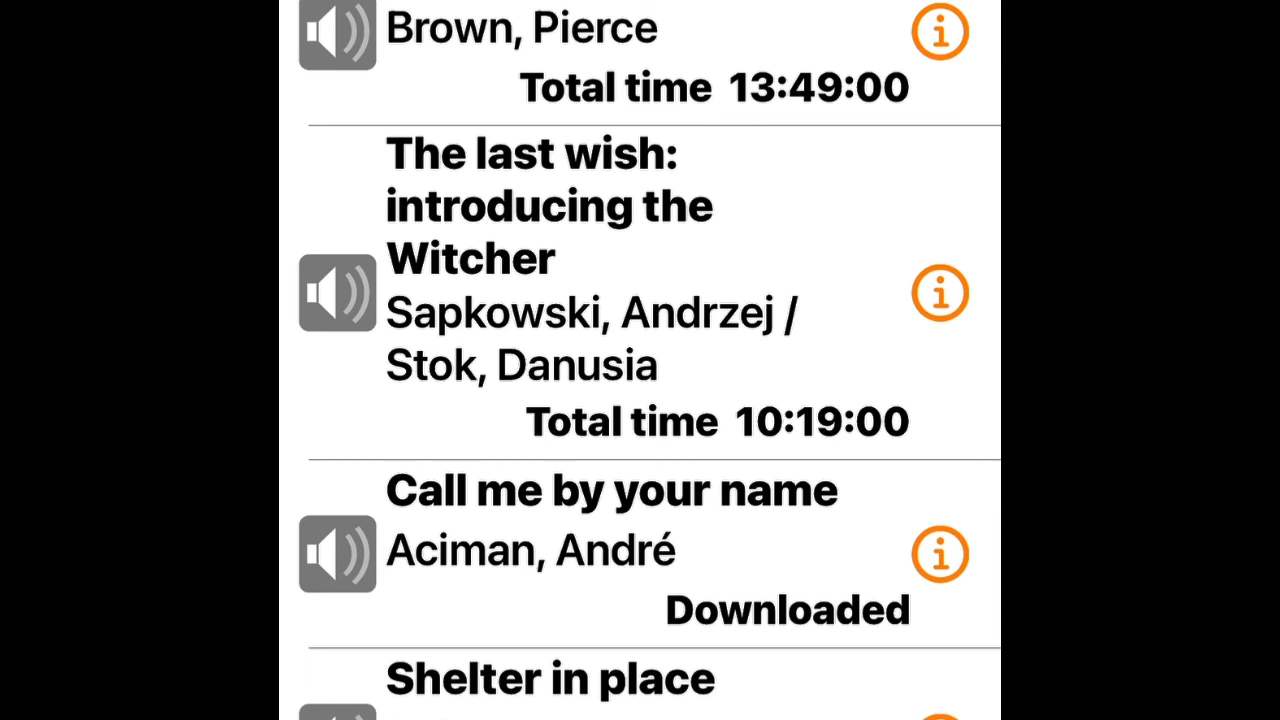 Brown, Pierce
Total time 13:49:00
The last wish:
introducing the
Witcher
Sapkowski, Andrzej /
Stok, Danusia
Total time 10:19:00
Call me by your name
Aciman, André
Downloaded
Shelter in place